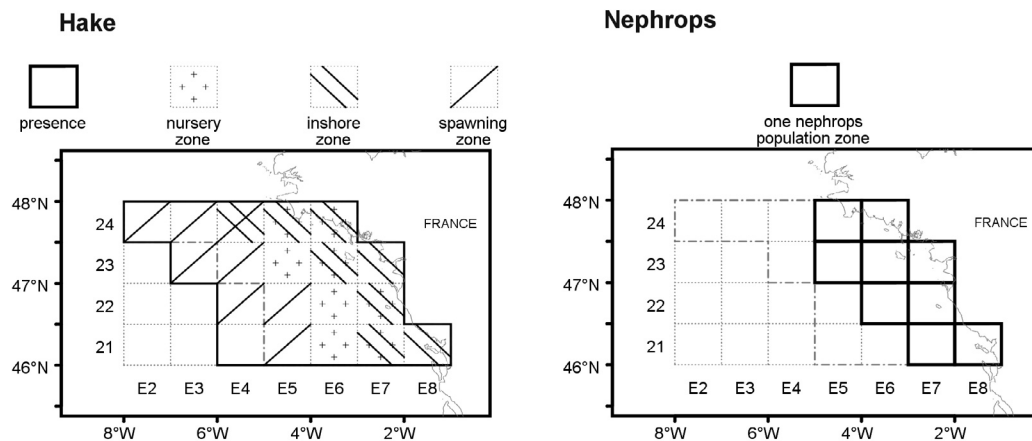 Hake
presence
nursery
zone
inshore
zone
spawning
zone
48°N
47°N
46°N
24
23
22
21
FRANCE
E2 E3 E4 E5 E6 E7 E8
8°W 6°W 4°W 2°W
Nephrops
one nephrops
population zone
48°N
47°N
46°N
24
23
22
21
FRANCE
E2 E3 E4 E5 E6 E7 E8
8°W 6°W 4°W 2°W